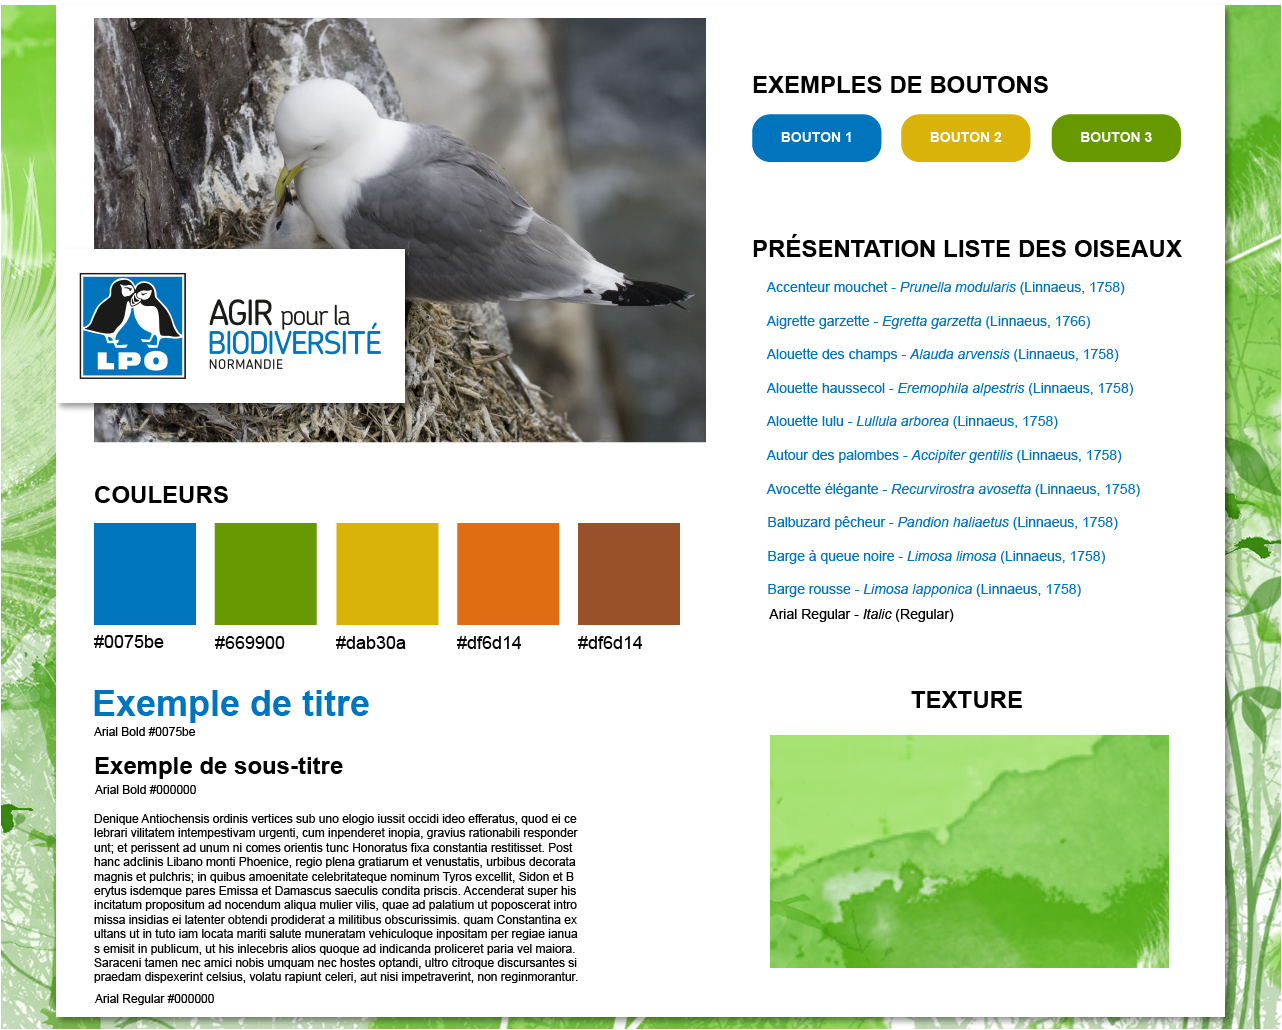 LPO
AGIR pour la
BIODIVERSITÉ
NORMANDIE
COULEURS
#0075be
#669900
#dab30a
#df6d14
#df6d14
Exemple de titre
Arial Bold #0075be
Exemple de sous-titre
Arial Bold #000000
Denique Antiochensis ordinis vertices sub uno elogio iussit occidi ideo efferatus, quod ei ce
lebrari vilitatem intempestivam urgenti, cum inpenderet inopia, gravius rationabili responder
unt; et perissent ad unum ni comes orientis tunc Honoratus fixa constantia restitisset. Post
hanc adclinis Libano monti Phoenice, regio plena gratiarum et venustatis, urbibus decorata
magnis et pulchris; in quibus amoenitate celebritateque nominum Tyros excellit, Sidon et B
erytus isdemque pares Emissa et Damascus saeculis condita priscis. Accenderat super his
incitatum propositum ad nocendum aliqua mulier vilis, quae ad palatium ut poposcerat intro
missa insidias ei latenter obtendi prodiderat a militibus obscurissimis. quam Constantina ex
ultans ut in tuto iam locata mariti salute muneratam vehiculoque inpositam per regiae ianua
s emisit in publicum, ut his inlecebris alios quoque ad indicanda proliceret paria vel maiora.
Saraceni tamen nec amici nobis umquam nec hostes optandi, ultro citroque discursantes si
praedam dispexerint celsius, volatu rapiunt celeri, aut nisi impetraverint, non reginmorantur.
Arial Regular #000000
EXEMPLES DE BOUTONS
BOUTON 1
BOUTON 2
BOUTON 3
PRÉSENTATION LISTE DES OISEAUX
Accenteur mouchet - Prunella modularis (Linnaeus, 1758)
Aigrette garzette - Egretta garzetta (Linnaeus, 1766)
Alouette des champs - Alauda arvensis (Linnaeus, 1758)
Alouette haussecol - Eremophila alpestris (Linnaeus, 1758)
Alouette lulu - Lullula arborea (Linnaeus, 1758)
Autour des palombes - Accipiter gentilis (Linnaeus, 1758)
Avocette élégante - Recurvirostra avosetta (Linnaeus, 1758)
Balbuzard pêcheur - Pandion haliaetus (Linnaeus, 1758)
Barge à queue noire - Limosa limosa (Linnaeus, 1758)
Barge rousse - Limosa lapponica (Linnaeus, 1758)
Arial Regular - Italic (Regular)
TEXTURE